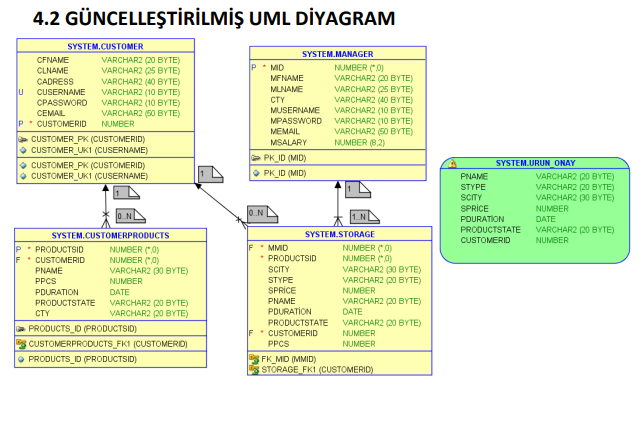 4.2 GÜNCELLEŞTİRİLMİŞ UML DİYAGRAM
SYSTEM.CUSTOMER
CFNAME VARCHAR2 (20 BYTE)
CLNAME VARCHAR2 (25 BYTE)
CADRESS VARCHAR2 (40 BYTE)
U CUSERNAME VARCHAR2 (10 BYTE)
CPASSWORD VARCHAR2 (10 BYTE)
CEMAIL VARCHAR2 (50 BYTE)
P * CUSTOMERID NUMBER
CUSTOMER_PK (CUSTOMERID)
CUSTOMER_UK1 (CUSERNAME)
CUSTOMER_PK (CUSTOMERID)
CUSTOMER_UK1 (CUSERNAME)
SYSTEM.MANAGER
P * MID NUMBER (*,0)
MFNAME VARCHAR2 (20 BYTE)
MLNAME VARCHAR2 (25 BYTE)
CTY VARCHAR2 (40 BYTE)
MUSERNAME VARCHAR2 (10 BYTE)
MPASSWORD VARCHAR2 (10 BYTE)
MEMAIL VARCHAR2 (50 BYTE)
MSALARY NUMBER (8,2)
PK_ID (MID)
PK_ID (MID)
SYSTEM.URUN_ONAY
PNAME VARCHAR2 (20 BYTE)
STYPE VARCHAR2 (20 BYTE)
SCITY VARCHAR2 (30 BYTE)
SPRİCE NUMBER
PDURATİON DATE
PRODUCTSTATE VARCHAR2 (20 BYTE)
CUSTOMERID NUMBER
1
1
1
0..N
0..N
1..N
SYSTEM.CUSTOMERPRODUCTS
P * PRODUCTSID NUMBER (*,0)
F * CUSTOMERID NUMBER (*,0)
PNAME VARCHAR2 (30 BYTE)
PPCS NUMBER
PDURATION DATE
PRODUCTSTATE VARCHAR2 (20 BYTE)
CTY VARCHAR2 (20 BYTE)
PRODUCTS_ID (PRODUCTSID)
CUSTOMERPRODUCTS_FK1 (CUSTOMERID)
PRODUCTS_ID (PRODUCTSID)
SYSTEM.STORAGE
F * MMID NUMBER (*,0)
* PRODUCTSID NUMBER (*,0)
SCITY VARCHAR2 (30 BYTE)
STYPE VARCHAR2 (20 BYTE)
SPRICE NUMBER
PNAME VARCHAR2 (20 BYTE)
PDURATİON DATE
PRODUCTSTATE VARCHAR2 (20 BYTE)
F * CUSTOMERID NUMBER
PPCS NUMBER
FK_MID (MMID)
STORAGE_FK1 (CUSTOMERID)